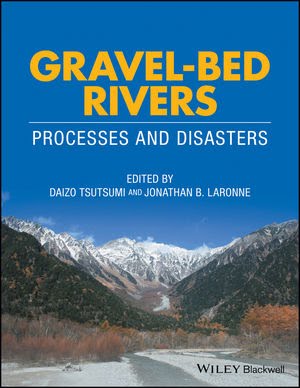 GRAVEL-BED
RIVERS
PROCESSES AND DISASTERS
EDITED BY
DAIZO TSUTSUMI AND JONATHAN B. LARONNE
WILEY Blackwell